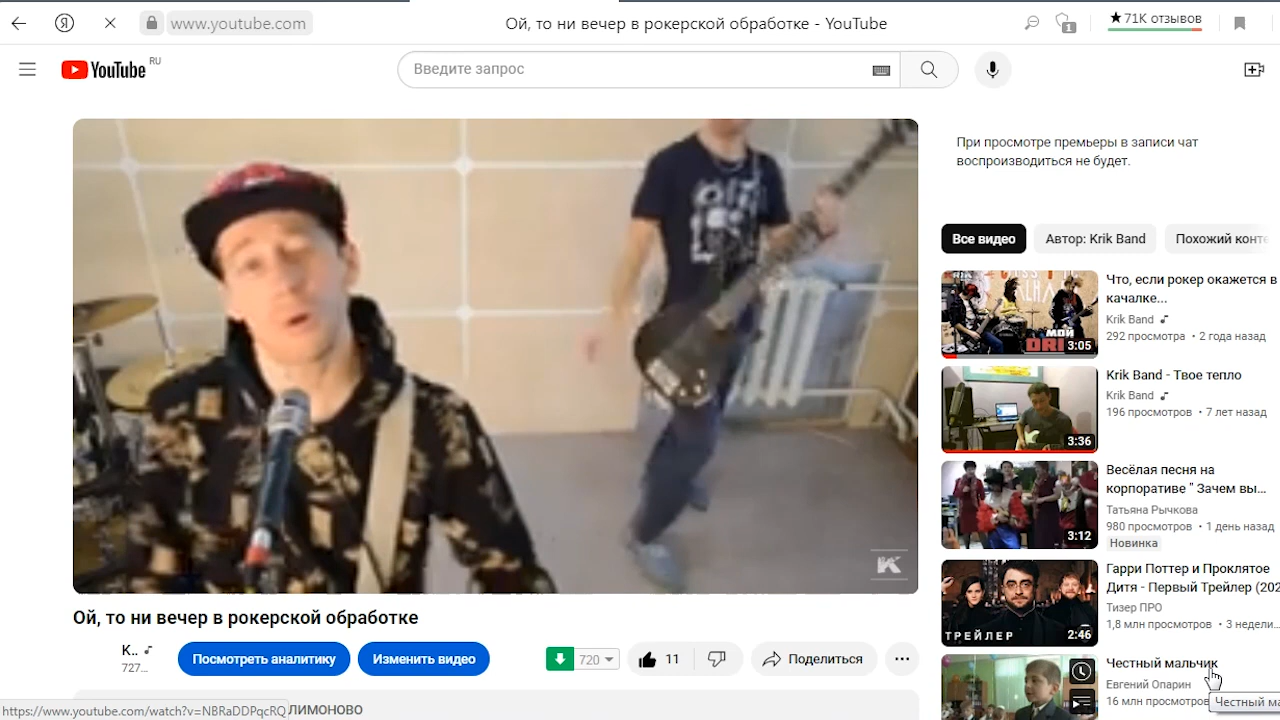 www.youtube.com
Ой, то ни вечер в рокерской обработке - YouTube
1
★ 71K отзывов
YouTube RU
Введите запрос
При просмотре премьеры в записи чат
воспроизводиться не будет.
Все видео
Автор: Krik Band
Похожий конте
Что, если рокер окажется в
качалке...
Krik Band
292 просмотра • 2 года назад
МОЙ
3:05
Krik Band - Твое тепло
Krik Band
196 просмотров • 7 лет назад
3:36
Весёлая песня на
корпоративе " Зачем вы...
Татьяна Рычкова
980 просмотров • 1 день назад
Новинка
3:12
Гарри Поттер и Проклятое
Дитя - Первый Трейлер (202
Тизер ПРО
1,8 млн просмотров • 3 недели...
ТРЕЙЛЕР
2:46
Честный мальчик
Евгений Опарин
16 млн просмотров
Честный ма
K
Ой, то ни вечер в рокерской обработке
K..
727...
Посмотреть аналитику
Изменить видео
720
11
Поделиться
https://www.youtube.com/watch?v=NBRaDDPqcRQ
ЛИМОНОВО